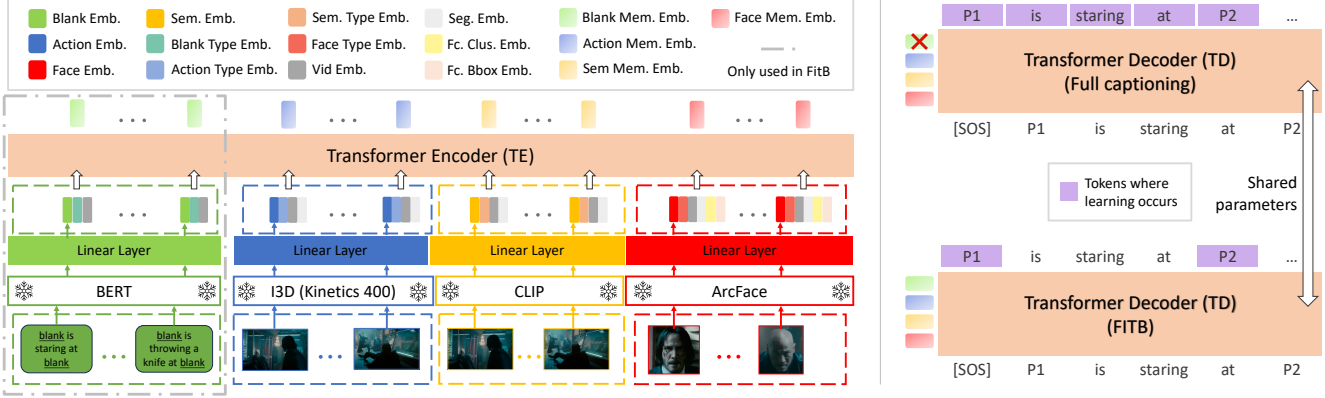 Blank Emb.
Sem. Emb.
Sem. Type Emb.
Seg. Emb.
Blank Mem. Emb.
Face Mem. Emb.
Action Emb.
Blank Type Emb.
Face Type Emb.
Fc. Clus. Emb.
Action Mem. Emb.
Face Emb.
Action Type Emb.
Vid Emb.
Fc. Bbox Emb.
Sem Mem. Emb.
Only used in FitB
Transformer Encoder (TE)
Linear Layer
Linear Layer
Linear Layer
Linear Layer
BERT
I3D (Kinetics 400)
CLIP
ArcFace
blank is
staring at
blank
blank is
throwing a
knife at blank
P1 is staring at P2 ...
Transformer Decoder (TD)
(Full captioning)
[SOS] P1 is staring at P2
Tokens where
learning occurs
Shared
parameters
P1 is staring at P2 ...
Transformer Decoder (TD)
(FITB)
[SOS] P1 is staring at P2